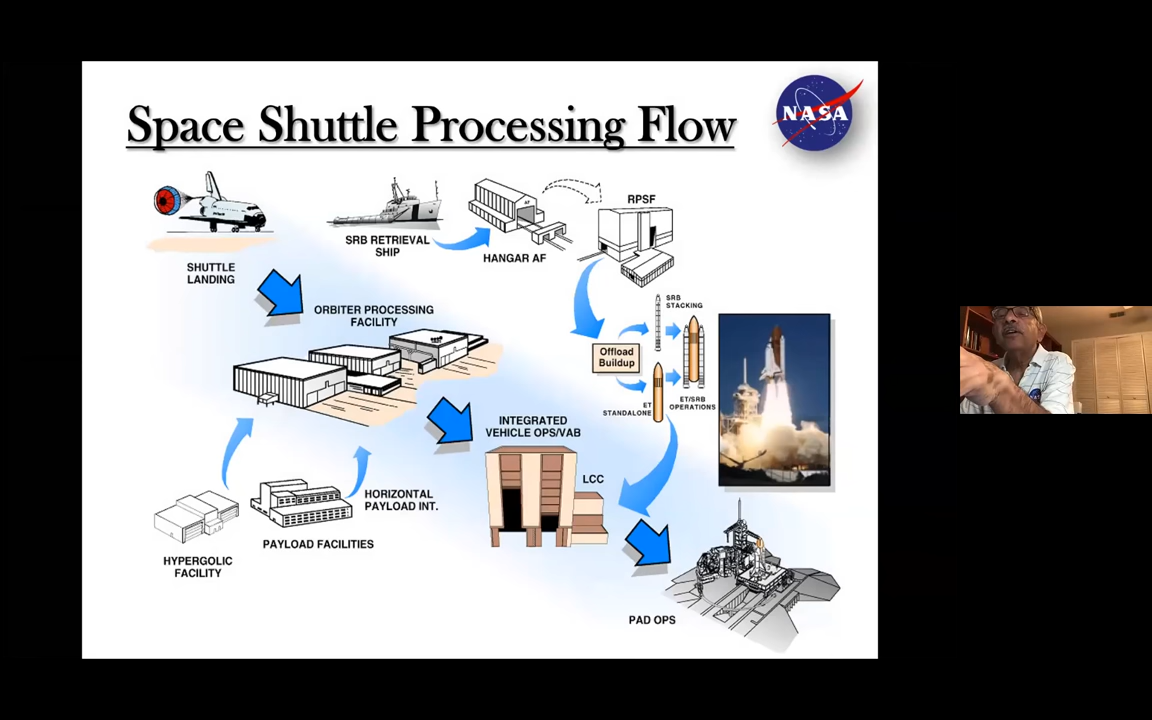 Space Shuttle Processing Flow
NASA
RPSF
SRB RETRIEVAL
SHIP
HANGAR AF
AF
SHUTTLE
LANDING
SRB
STACKING
ORBITER PROCESSING
FACILITY
Offload
Buildup
ET
STANDALONE
ET/SRB
OPERATIONS
INTEGRATED
VEHICLE OPS/VAB
LCC
HORIZONTAL
PAYLOAD INT.
PAYLOAD FACILITIES
HYPERGOLIC
FACILITY
PAD OPS